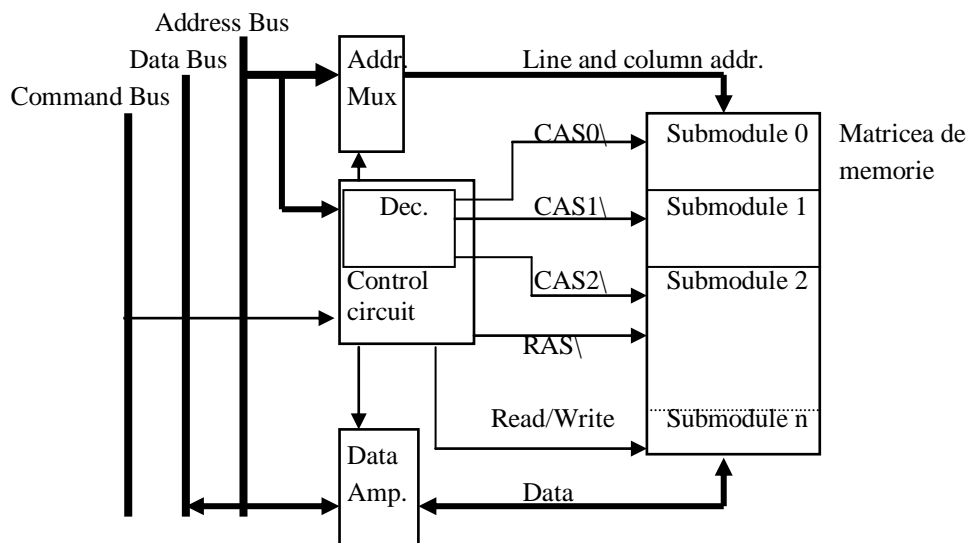 Address Bus
Data Bus
Command Bus
Addr.
Mux
Line and column addr.
CAS0\
Submodule 0
Matricea de
memorie
Dec.
CAS1\
Submodule 1
Control
circuit
CAS2\
Submodule 2
RAS\
Read/Write
Submodule n
Data
Amp.
Data